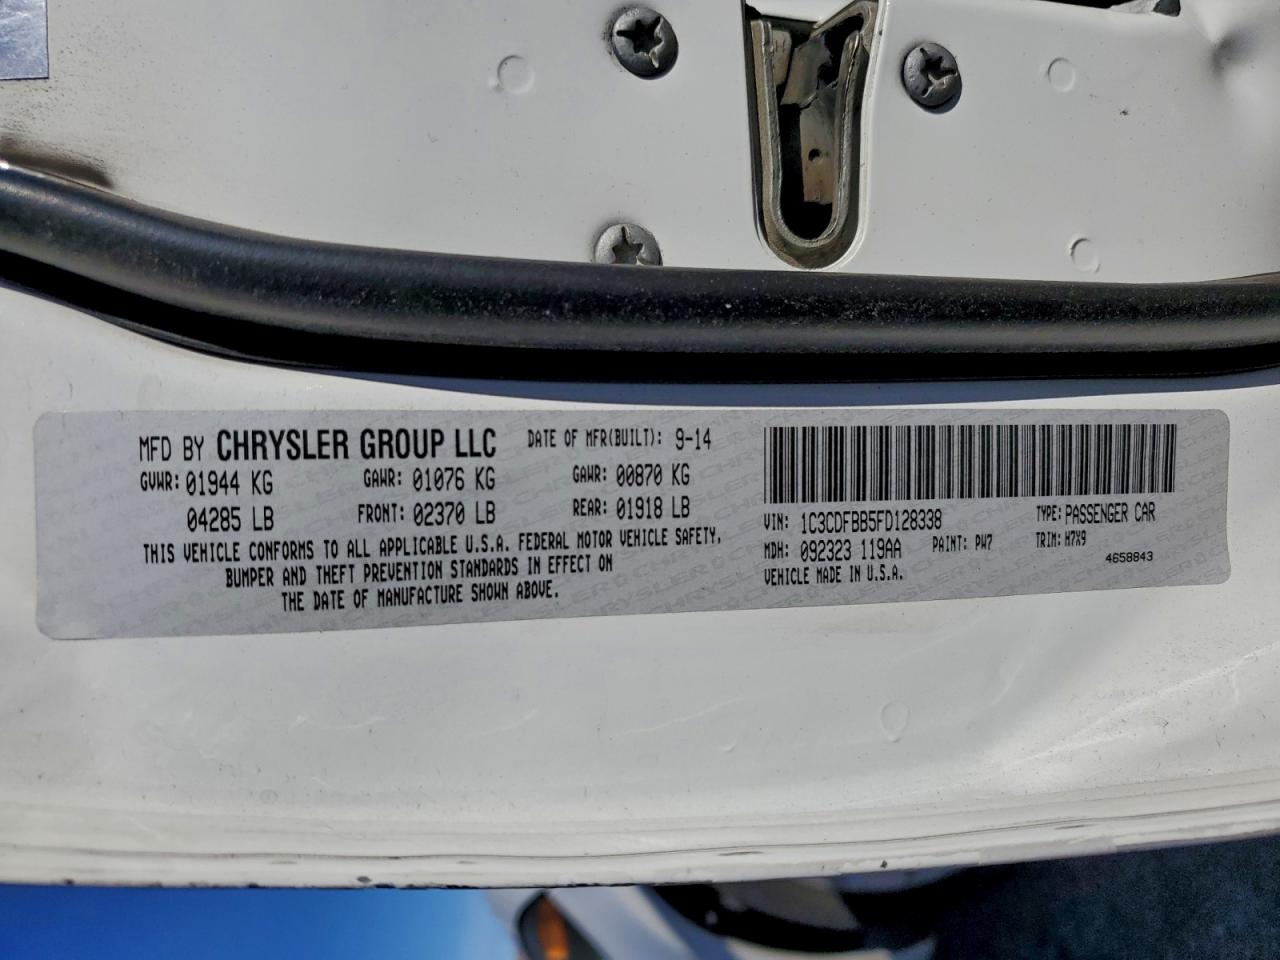 MFD BY CHRYSLER GROUP LLC DATE OF MFR(BUILT): 9-14
GVWR: 01944 KG GAWR: 01076 KG GAWR: 00870 KG
04285 LB FRONT: 02370 LB REAR: 01918 LB
THIS VEHICLE CONFORMS TO ALL APPLICABLE U.S.A. FEDERAL MOTOR VEHICLE SAFETY,
BUMPER AND THEFT PREVENTION STANDARDS IN EFFECT ON
THE DATE OF MANUFACTURE SHOWN ABOVE.
VIN: 1C3CDFBB5FD128338 TYPE: PASSENGER CAR
MDH: 092323 119AA PAINT: PW7 TRIM: H7X9
VEHICLE MADE IN U.S.A. 4658843